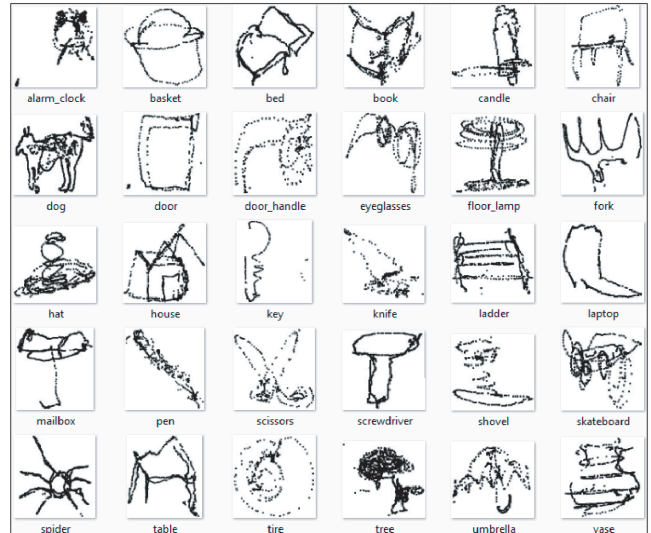 alarm_clock basket bed book candle chair
dog door door_handle eyeglasses floor_lamp fork
hat house key knife ladder laptop
mailbox pen scissors screwdriver shovel skateboard
spider table tire tree umbrella vase